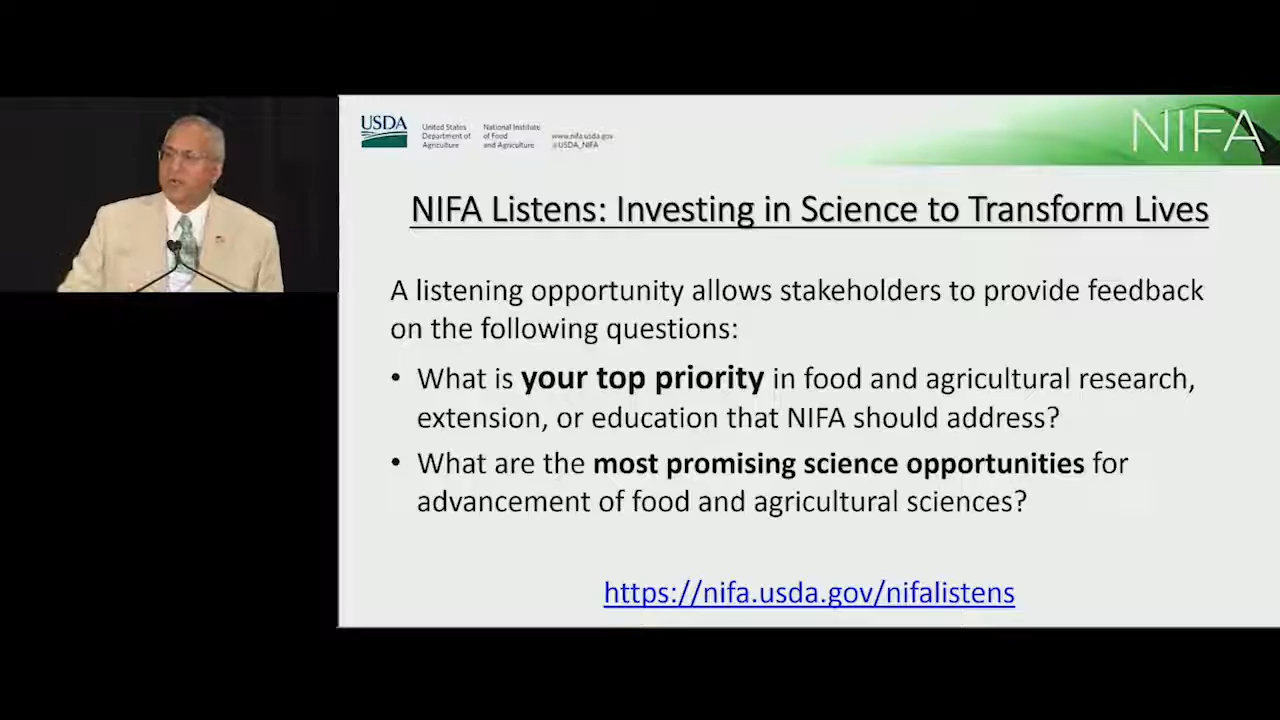 USDA
United States
Department of
Agriculture
National Institute
of Food
and Agriculture
www.nifa.usda.gov
@USDA_NIFA
NIFA
NIFA Listens: Investing in Science to Transform Lives
A listening opportunity allows stakeholders to provide feedback
on the following questions:
• What is your top priority in food and agricultural research,
extension, or education that NIFA should address?
• What are the most promising science opportunities for
advancement of food and agricultural sciences?
https://nifa.usda.gov/nifalistens